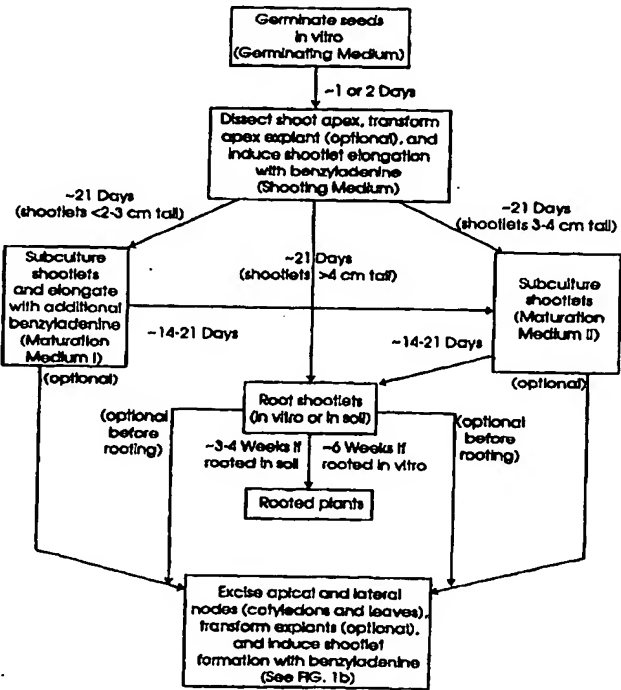 Germinate seeds
in vitro
(Germinating Medium)
~1 or 2 Days
Dissect shoot apex, transform
apex explant (optional), and
induce shootlet elongation
with benzyladenine
(Shooting Medium)
~21 Days
(shootlets <2-3 cm tall)
~21 Days
(shootlets >4 cm tall)
~21 Days
(shootlets 3-4 cm tall)
Subculture
shootlets
and elongate
with additional
benzyladenine
(Maturation
Medium I)
Subculture
shootlets
(Maturation
Medium II)
~14-21 Days
~14-21 Days
(optional)
(optional)
Root shootlets
(in vitro or in soil)
(optional
before
rooting)
(optional
before
rooting)
~3-4 Weeks if
rooted in soil
~6 Weeks if
rooted in vitro
Rooted plants
Excise apical and lateral
nodes (cotyledons and leaves),
transform explants (optional),
and induce shootlet
formation with benzyladenine
(See FIG. 1b)